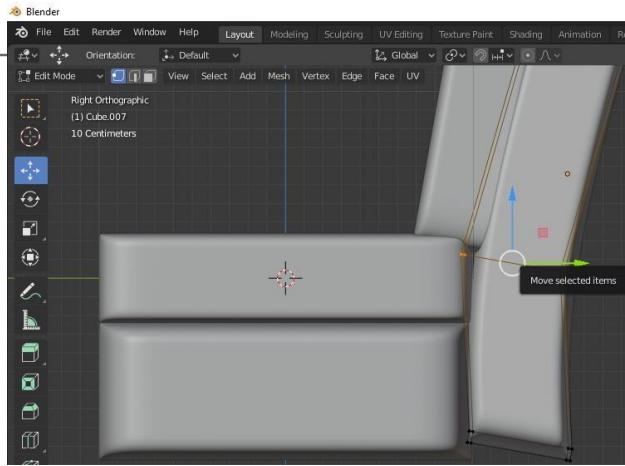 Blender
File Edit Render Window Help Layout Modeling Sculpting UV Editing Texture Paint Shading Animation
Orientation: Default Global
Edit Mode View Select Add Mesh Vertex Edge Face UV
Right Orthographic
(1) Cube.007
10 Centimeters
Move selected items